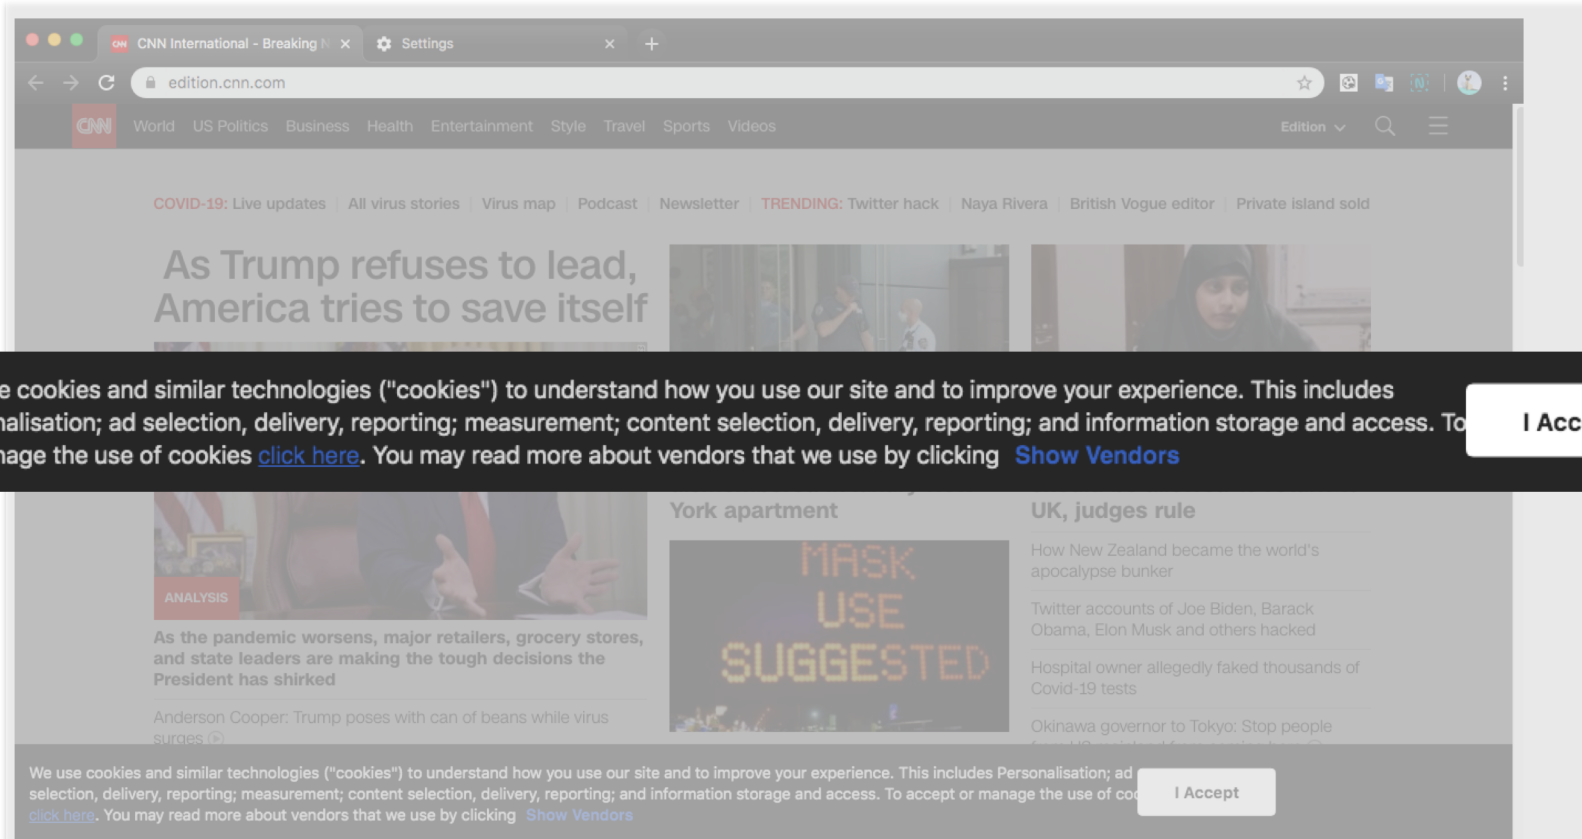 CNN International - Breaking N
Settings
edition.cnn.com
CNN World US Politics Business Health Entertainment Style Travel Sports Videos
Edition
COVID-19: Live updates All virus stories Virus map Podcast Newsletter TRENDING: Twitter hack Naya Rivera British Vogue editor Private island sold
As Trump refuses to lead,
America tries to save itself
e cookies and similar technologies ("cookies") to understand how you use our site and to improve your experience. This includes
nalisation; ad selection, delivery, reporting; measurement; content selection, delivery, reporting; and information storage and access. To
nage the use of cookies click here. You may read more about vendors that we use by clicking Show Vendors
I Acc
ANALYSIS
As the pandemic worsens, major retailers, grocery stores,
and state leaders are making the tough decisions the
President has shirked
Anderson Cooper: Trump poses with can of beans while virus
surges
York apartment
MASK
USE
SUGGESTED
UK, judges rule
How New Zealand became the world's
apocalypse bunker
Twitter accounts of Joe Biden, Barack
Obama, Elon Musk and others hacked
Hospital owner allegedly faked thousands of
Covid-19 tests
Okinawa governor to Tokyo: Stop people
We use cookies and similar technologies ("cookies") to understand how you use our site and to improve your experience. This includes Personalisation; ad
selection, delivery, reporting; measurement; content selection, delivery, reporting; and information storage and access. To accept or manage the use of coo
click here. You may read more about vendors that we use by clicking Show Vendors
I Accept